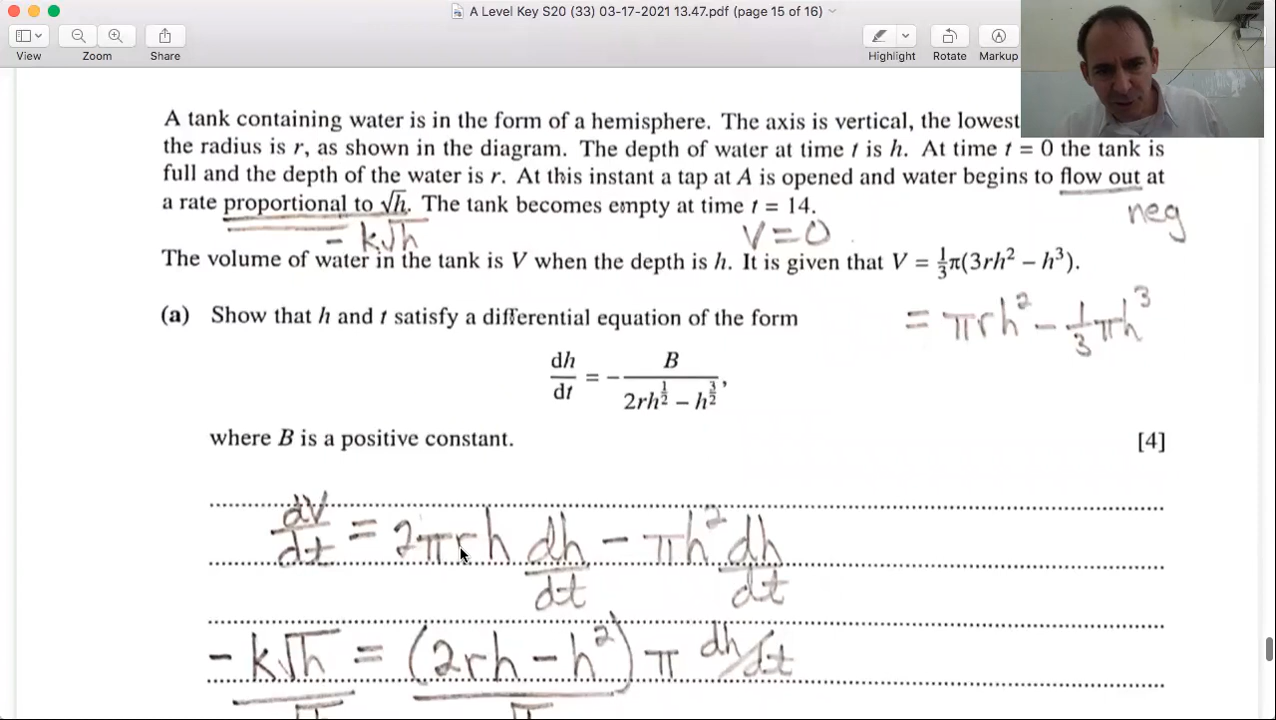 A Level Key S20 (33) 03-17-2021 13.47.pdf (page 15 of 16)
View Zoom Share Highlight Rotate Markup
A tank containing water is in the form of a hemisphere. The axis is vertical, the lowest
the radius is r, as shown in the diagram. The depth of water at time t is h. At time t = 0 the tank is
full and the depth of the water is r. At this instant a tap at A is opened and water begins to flow out at
a rate proportional to √h. The tank becomes empty at time t = 14.
neg
- k√h V=0
The volume of water in the tank is V when the depth is h. It is given that V = ⅓π(3rh² − h³).
= πrh² - ⅓πh³
(a) Show that h and t satisfy a differential equation of the form
dh/dt = − B/(2rh^(1/2) − h^(3/2)),
where B is a positive constant. [4]
dV/dt = 2πrh dh/dt - πh² dh/dt
-k√h = (2rh - h²) π dh/dt